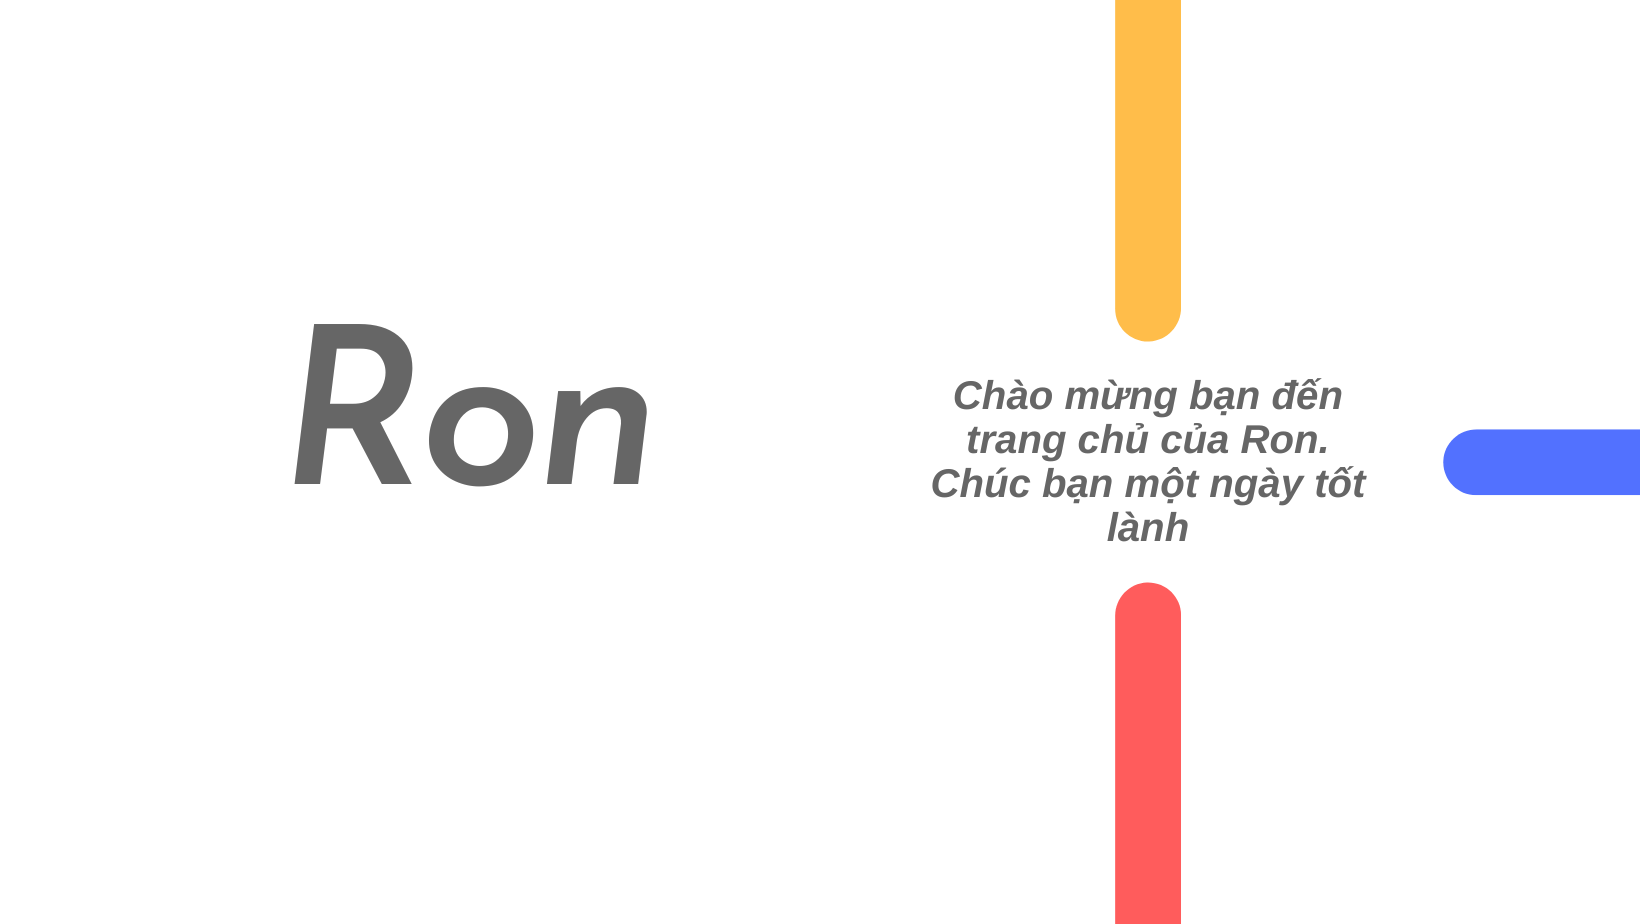 Ron
Chào mừng bạn đến
trang chủ của Ron.
Chúc bạn một ngày tốt
lành